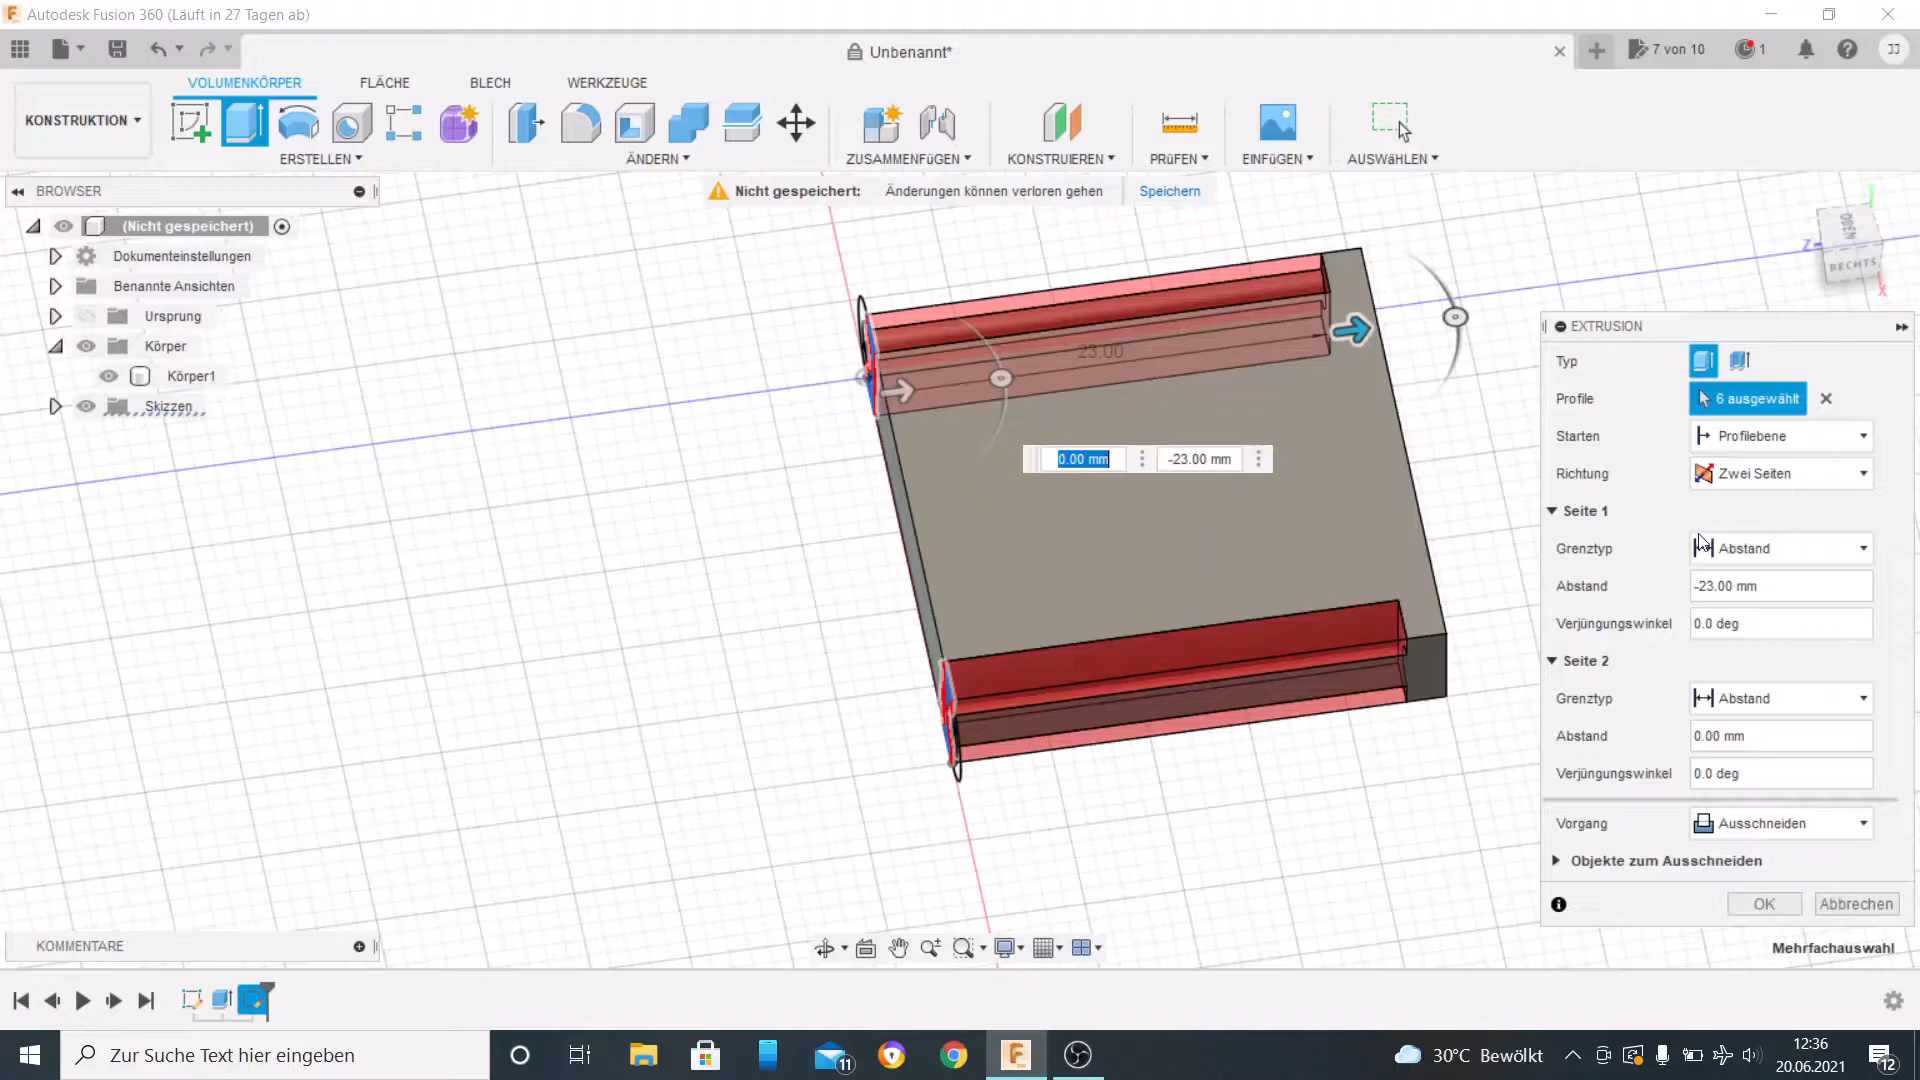 Autodesk Fusion 360 (Läuft in 27 Tagen ab)
Unbenannt*
7 von 10
1
JJ
VOLUMENKÖRPER
FLÄCHE
BLECH
WERKZEUGE
KONSTRUKTION
ERSTELLEN
ÄNDERN
ZUSAMMENFüGEN
KONSTRUIEREN
PRüFEN
EINFüGEN
AUSWäHLEN
BROWSER
Nicht gespeichert: Änderungen können verloren gehen
Speichern
(Nicht gespeichert)
Dokumenteinstellungen
Benannte Ansichten
Ursprung
Körper
Körper1
Skizzen
Z
RECHTS
X
23.00
0.00 mm
-23.00 mm
EXTRUSION
Typ
Profile 6 ausgewählt
Starten Profilebene
Richtung Zwei Seiten
Seite 1
Grenztyp Abstand
Abstand -23.00 mm
Verjüngungswinkel 0.0 deg
Seite 2
Grenztyp Abstand
Abstand 0.00 mm
Verjüngungswinkel 0.0 deg
Vorgang Ausschneiden
Objekte zum Ausschneiden
OK
Abbrechen
KOMMENTARE
Mehrfachauswahl
Zur Suche Text hier eingeben
11
30°C Bewölkt
12:36
20.06.2021
12